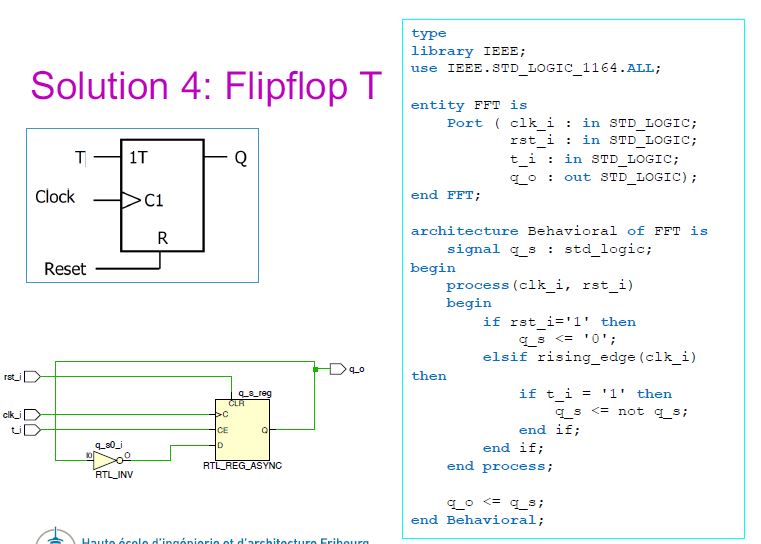 Solution 4: Flipflop T
T
1T
Q
Clock
C1
R
Reset
rst_i
q_o
q_s_reg
CLR
clk_i
C
t_i
CE
Q
q_s0_i
D
I0
O
RTL_INV
RTL_REG_ASYNC
Haute école d'ingénierie et d'architecture Fribourg
type
library IEEE;
use IEEE.STD_LOGIC_1164.ALL;
entity FFT is
Port ( clk_i : in STD_LOGIC;
rst_i : in STD_LOGIC;
t_i : in STD_LOGIC;
q_o : out STD_LOGIC);
end FFT;
architecture Behavioral of FFT is
signal q_s : std_logic;
begin
process(clk_i, rst_i)
begin
if rst_i='1' then
q_s <= '0';
elsif rising_edge(clk_i)
then
if t_i = '1' then
q_s <= not q_s;
end if;
end if;
end process;
q_o <= q_s;
end Behavioral;